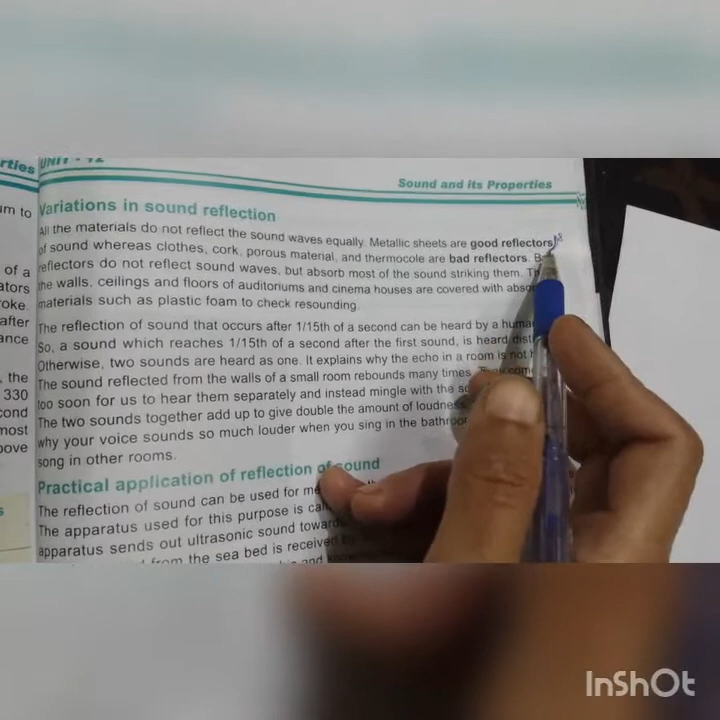 rties UNIT - 12
Sound and its Properties
um to Variations in sound reflection
All the materials do not reflect the sound waves equally. Metallic sheets are good reflectors
of sound whereas clothes, cork, porous material, and thermocole are bad reflectors.
of a reflectors do not reflect sound waves, but absorb most of the sound striking them.
ators the walls, ceilings and floors of auditoriums and cinema houses are covered with
oke. materials such as plastic foam to check resounding.
after The reflection of sound that occurs after 1/15th of a second can be heard by a
ance So, a sound which reaches 1/15th of a second after the first sound, is heard
Otherwise, two sounds are heard as one. It explains why the echo in a room is not
the The sound reflected from the walls of a small room rebounds many times.
330 too soon for us to hear them separately and instead mingle with the
cond The two sounds together add up to give double the amount of loudness
most why your voice sounds so much louder when you sing in the
bove song in other rooms.
Practical application of reflection of sound
s The reflection of sound can be used for
The apparatus used for this purpose is
apparatus sends out ultrasonic sound
from the sea bed is received
and
InShOt